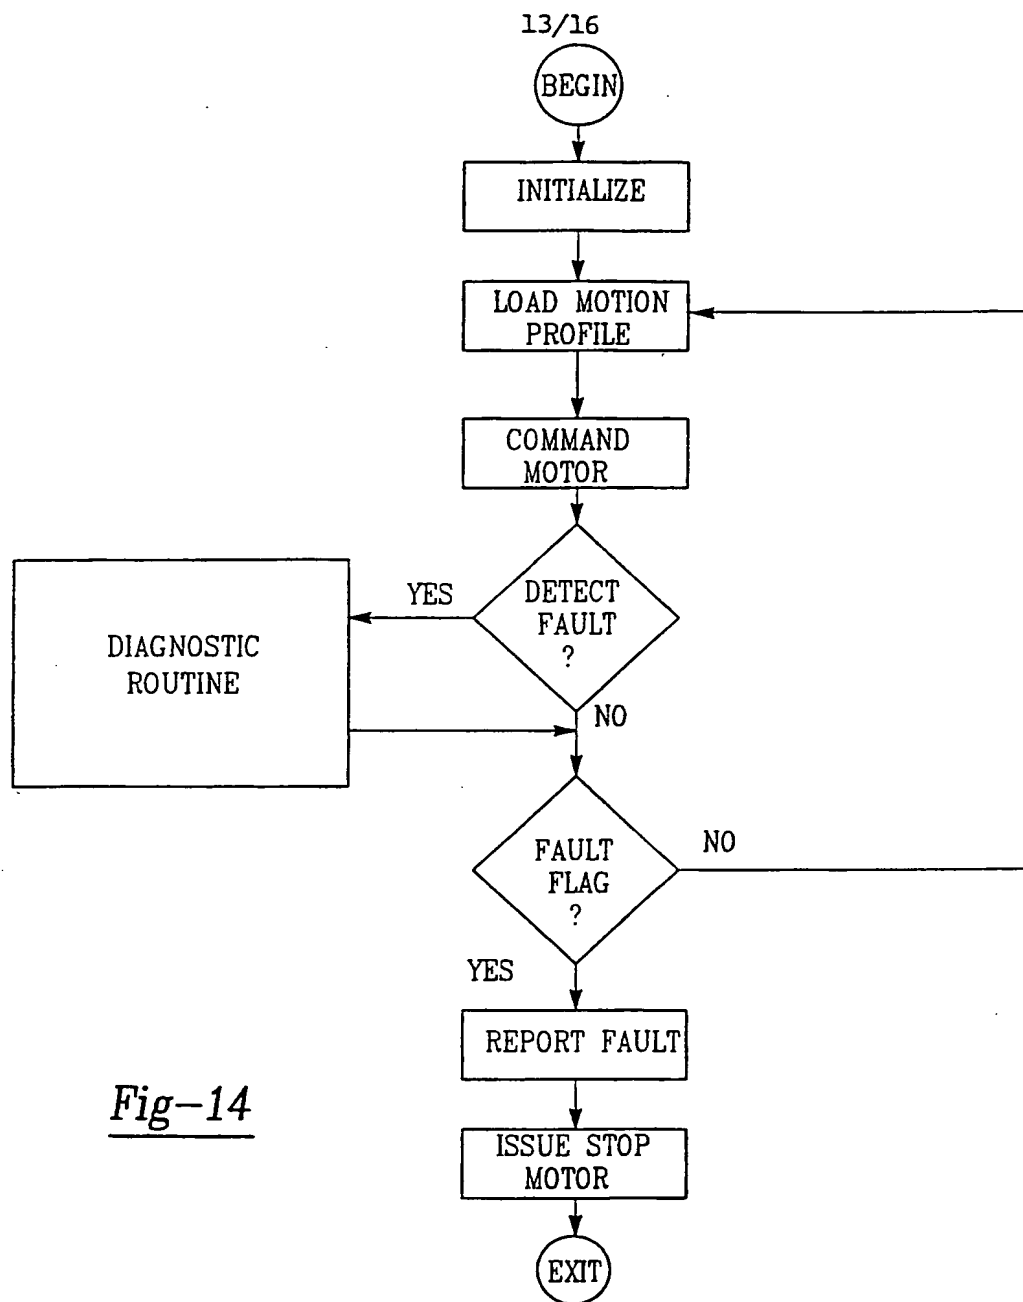 13/16
BEGIN
INITIALIZE
LOAD MOTION
PROFILE
COMMAND
MOTOR
YES
DETECT
FAULT
?
DIAGNOSTIC
ROUTINE
NO
FAULT
FLAG
?
NO
YES
REPORT FAULT
Fig-14
ISSUE STOP
MOTOR
EXIT